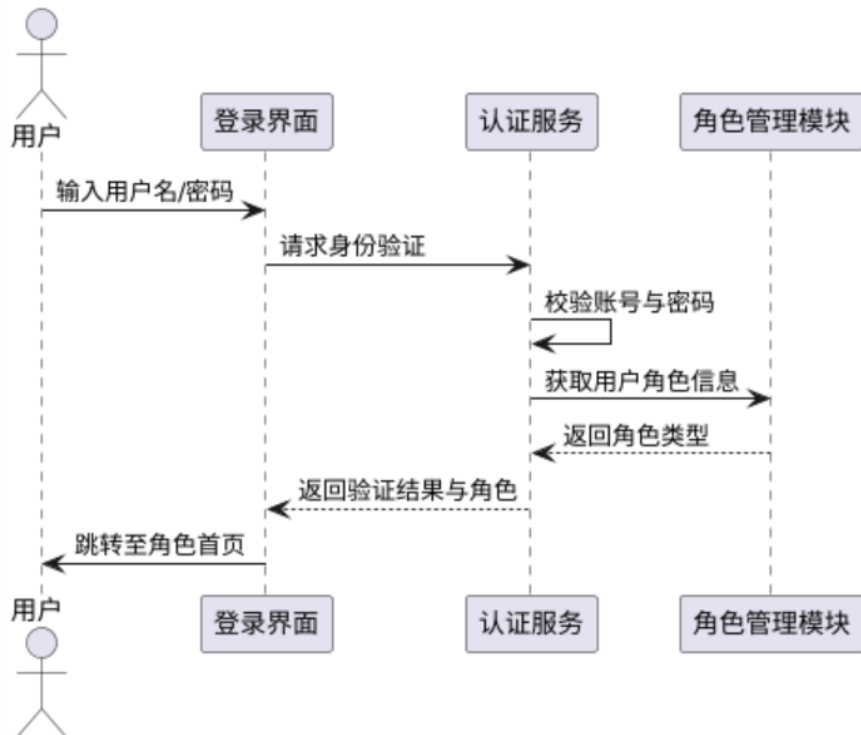 用户
登录界面
认证服务
角色管理模块
输入用户名/密码
请求身份验证
校验账号与密码
获取用户角色信息
返回角色类型
返回验证结果与角色
跳转至角色首页
用户
登录界面
认证服务
角色管理模块